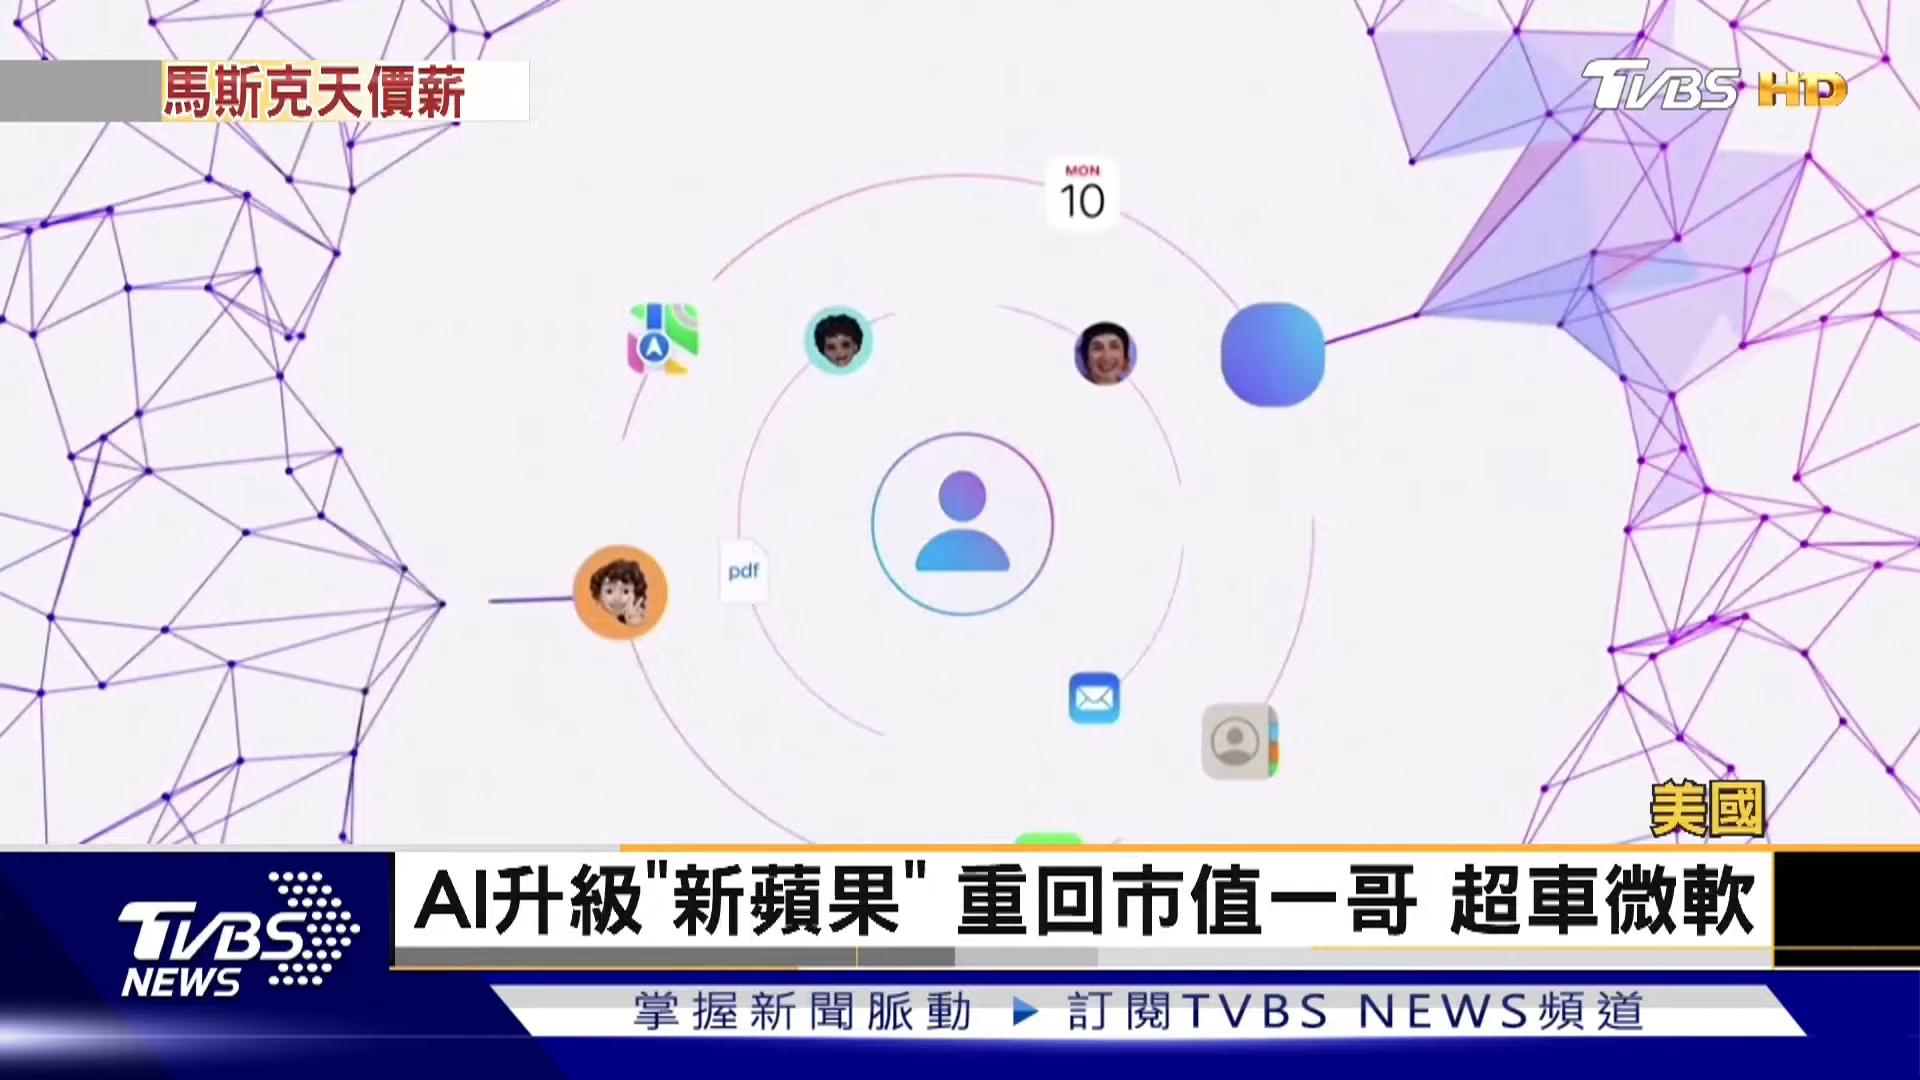 馬斯克天價薪
TVBS HD
MON
10
pdf
美國
AI升級"新蘋果" 重回市值一哥 超車微軟
TVBS
NEWS
掌握新聞脈動 ▶ 訂閱TVBS NEWS頻道